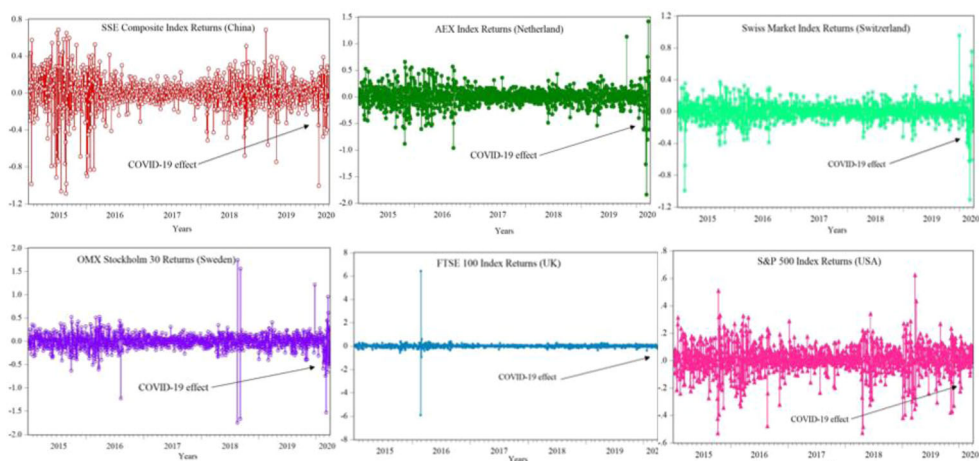 SSE Composite Index Returns (China)
0.8
0.4
0.0
-0.4
-0.8
-1.2
COVID-19 effect
2015 2016 2017 2018 2019 2020
Years
AEX Index Returns (Netherland)
1.5
1.0
0.5
0.0
-0.5
-1.0
-1.5
-2.0
COVID-19 effect
2015 2016 2017 2018 2019 2020
Years
Swiss Market Index Returns (Switzerland)
1.2
0.8
0.4
0.0
-0.4
-0.8
-1.2
COVID-19 effect
2015 2016 2017 2018 2019 2020
Years
OMX Stockholm 30 Returns (Sweden)
2.0
1.5
1.0
0.5
0.0
-0.5
-1.0
-1.5
-2.0
COVID-19 effect
2015 2016 2017 2018 2019 2020
Years
FTSE 100 Index Returns (UK)
8
6
4
2
0
-2
-4
-6
-8
COVID-19 effect
2015 2016 2017 2018 2019 2020
Years
S&P 500 Index Returns (USA)
.8
.6
.4
.2
.0
-.2
-.4
-.6
COVID-19 effect
2015 2016 2017 2018 2019 2020
Years